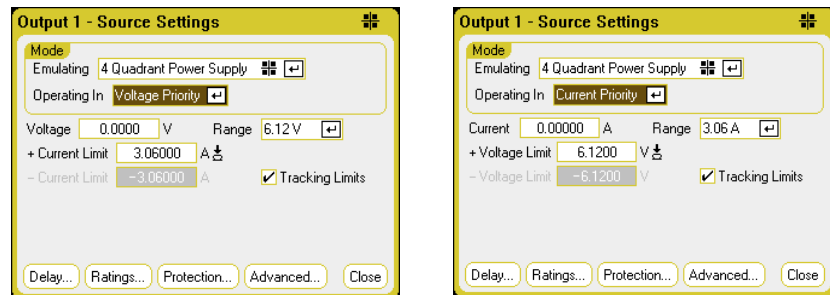 Output 1 - Source Settings
Mode
Emulating 4 Quadrant Power Supply
Operating In Voltage Priority
Voltage 0.0000 V Range 6.12 V
+ Current Limit 3.06000 A
- Current Limit -3.06000 A Tracking Limits
Delay... Ratings... Protection... Advanced... Close
Output 1 - Source Settings
Mode
Emulating 4 Quadrant Power Supply
Operating In Current Priority
Current 0.00000 A Range 3.06 A
+ Voltage Limit 6.1200 V
- Voltage Limit -6.1200 V Tracking Limits
Delay... Ratings... Protection... Advanced... Close